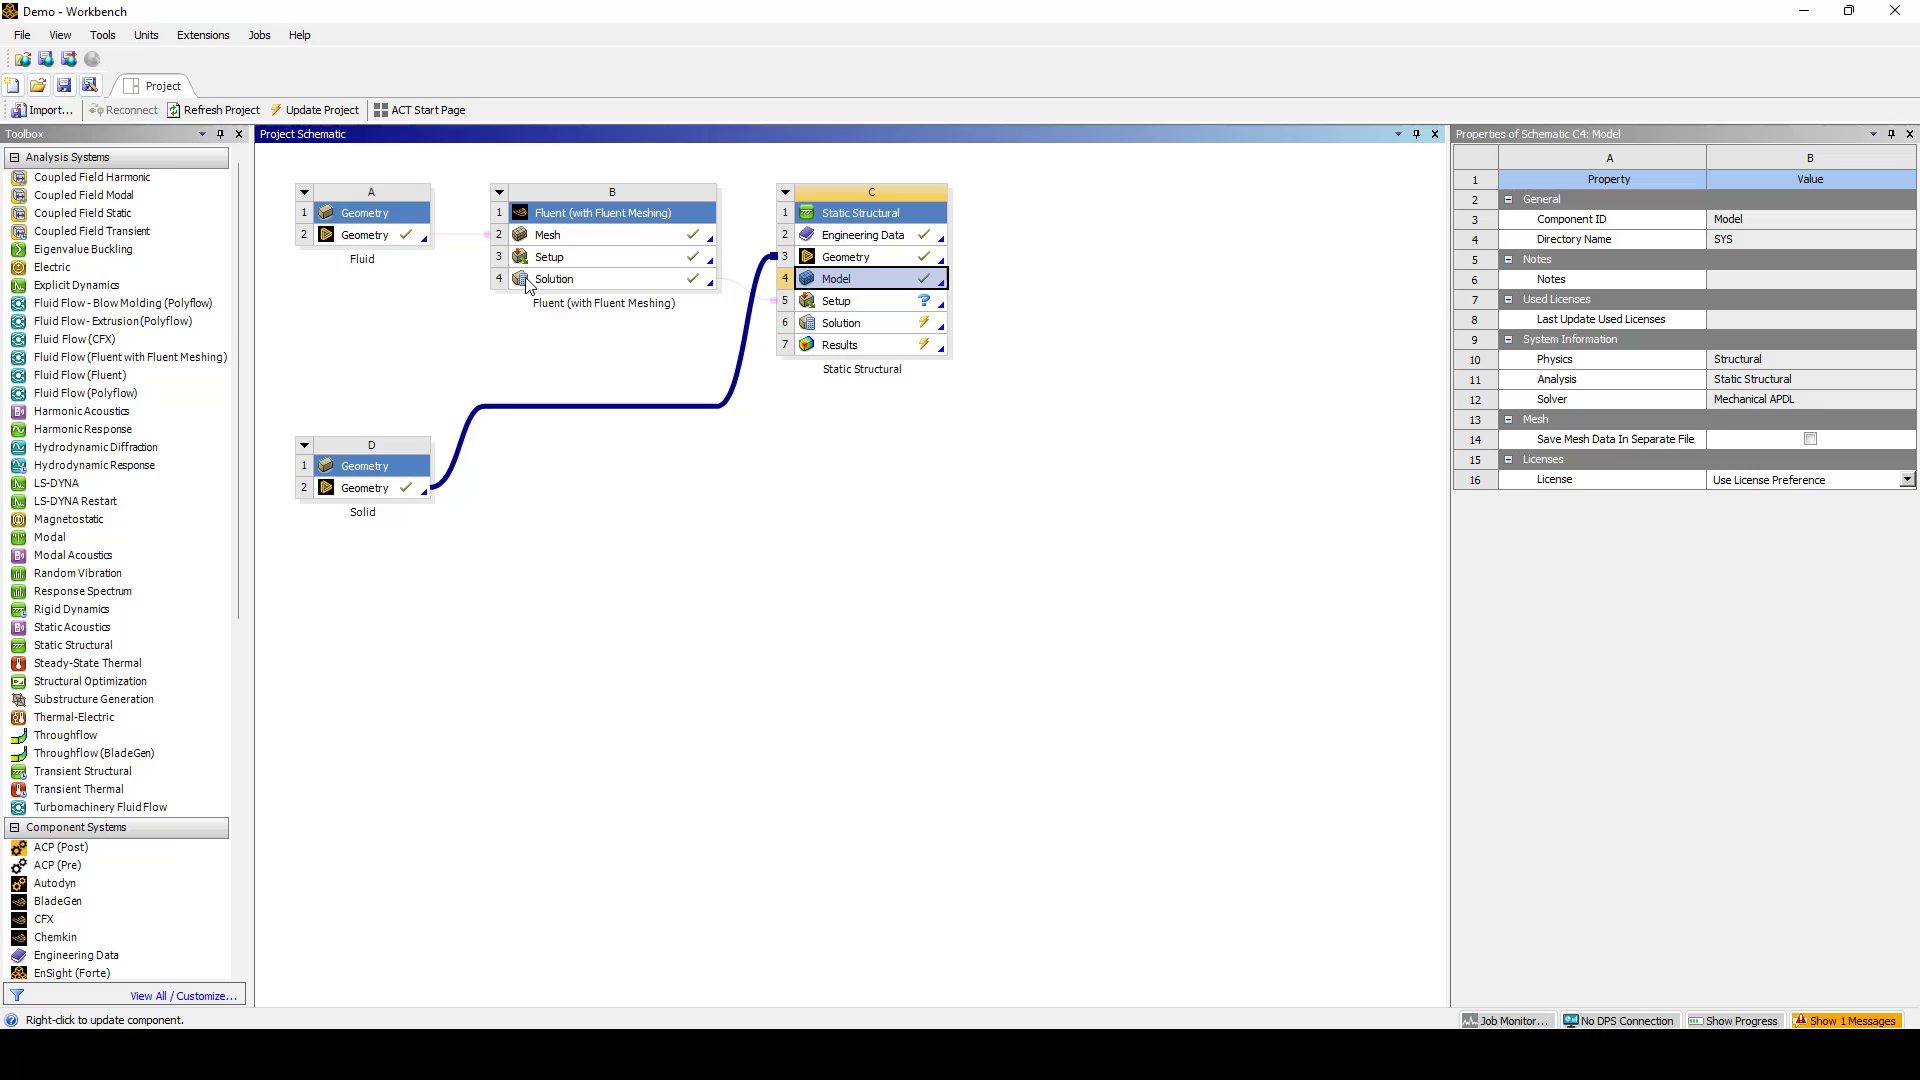 Demo - Workbench
File View Tools Units Extensions Jobs Help
Project
Import... Reconnect Refresh Project Update Project ACT Start Page
Toolbox
Analysis Systems
Coupled Field Harmonic
Coupled Field Modal
Coupled Field Static
Coupled Field Transient
Eigenvalue Buckling
Electric
Explicit Dynamics
Fluid Flow - Blow Molding (Polyflow)
Fluid Flow - Extrusion (Polyflow)
Fluid Flow (CFX)
Fluid Flow (Fluent with Fluent Meshing)
Fluid Flow (Fluent)
Fluid Flow (Polyflow)
Harmonic Acoustics
Harmonic Response
Hydrodynamic Diffraction
Hydrodynamic Response
LS-DYNA
LS-DYNA Restart
Magnetostatic
Modal
Modal Acoustics
Random Vibration
Response Spectrum
Rigid Dynamics
Static Acoustics
Static Structural
Steady-State Thermal
Structural Optimization
Substructure Generation
Thermal-Electric
Throughflow
Throughflow (BladeGen)
Transient Structural
Transient Thermal
Turbomachinery Fluid Flow
Component Systems
ACP (Post)
ACP (Pre)
Autodyn
BladeGen
CFX
Chemkin
Engineering Data
EnSight (Forte)
View All / Customize...
Project Schematic
A
1 Geometry
2 Geometry
Fluid
B
1 Fluent (with Fluent Meshing)
2 Mesh
3 Setup
4 Solution
Fluent (with Fluent Meshing)
C
1 Static Structural
2 Engineering Data
3 Geometry
4 Model
5 Setup ?
6 Solution
7 Results
Static Structural
D
1 Geometry
2 Geometry
Solid
Properties of Schematic C4: Model
A B
1 Property Value
2 General
3 Component ID Model
4 Directory Name SYS
5 Notes
6 Notes
7 Used Licenses
8 Last Update Used Licenses
9 System Information
10 Physics Structural
11 Analysis Static Structural
12 Solver Mechanical APDL
13 Mesh
14 Save Mesh Data In Separate File
15 Licenses
16 License Use License Preference
Right-click to update component.
Job Monitor... No DPS Connection Show Progress Show 1 Messages